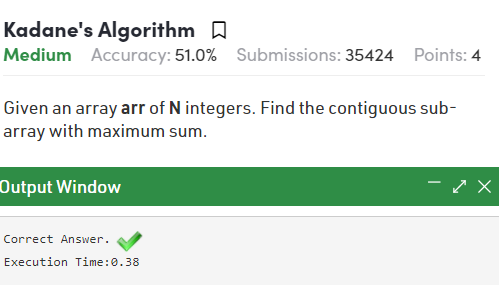 Kadane's Algorithm
Medium Accuracy: 51.0% Submissions: 35424 Points: 4
Given an array arr of N integers. Find the contiguous sub-
array with maximum sum.
Output Window
Correct Answer.
Execution Time:0.38